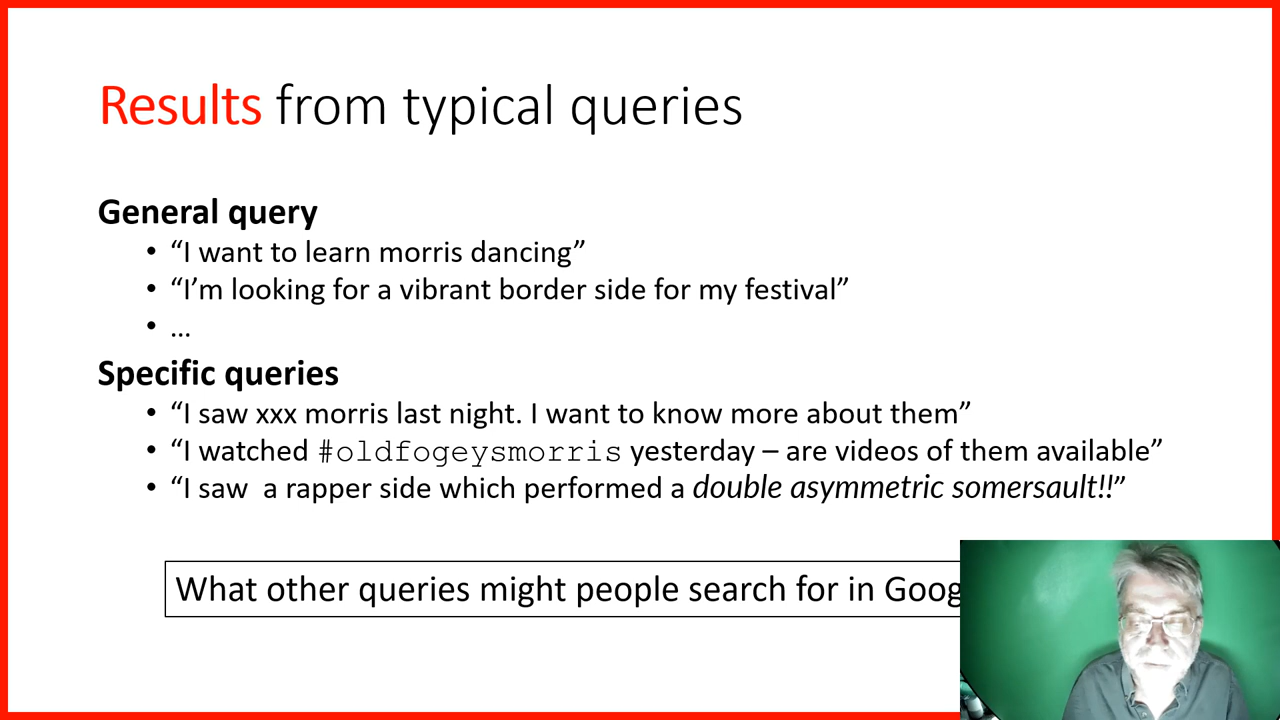 Results from typical queries
General query
• “I want to learn morris dancing”
• “I’m looking for a vibrant border side for my festival”
• …
Specific queries
• “I saw xxx morris last night. I want to know more about them”
• “I watched #oldfogeysmorris yesterday – are videos of them available”
• “I saw  a rapper side which performed a double asymmetric somersault!!”
What other queries might people search for in